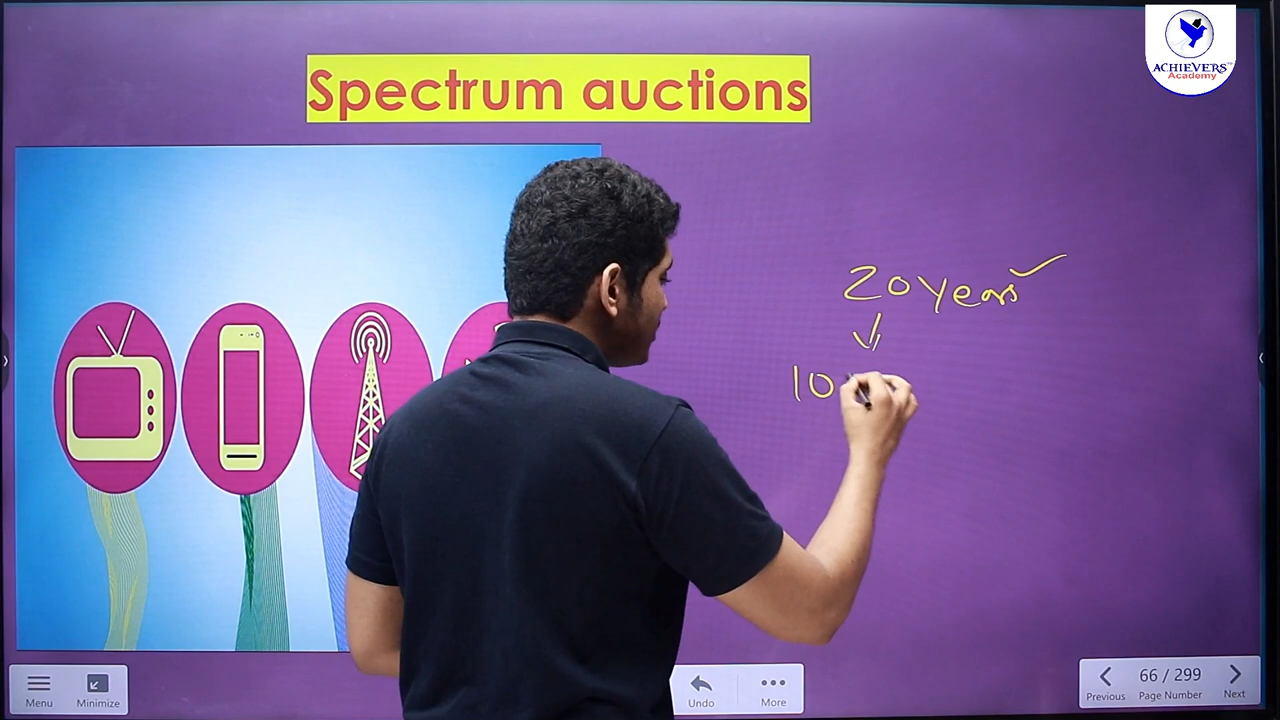 ACHIEVERS
Academy
Spectrum auctions
20 years
10
Menu
Minimize
Undo
More
Previous
66 / 299
Page Number
Next